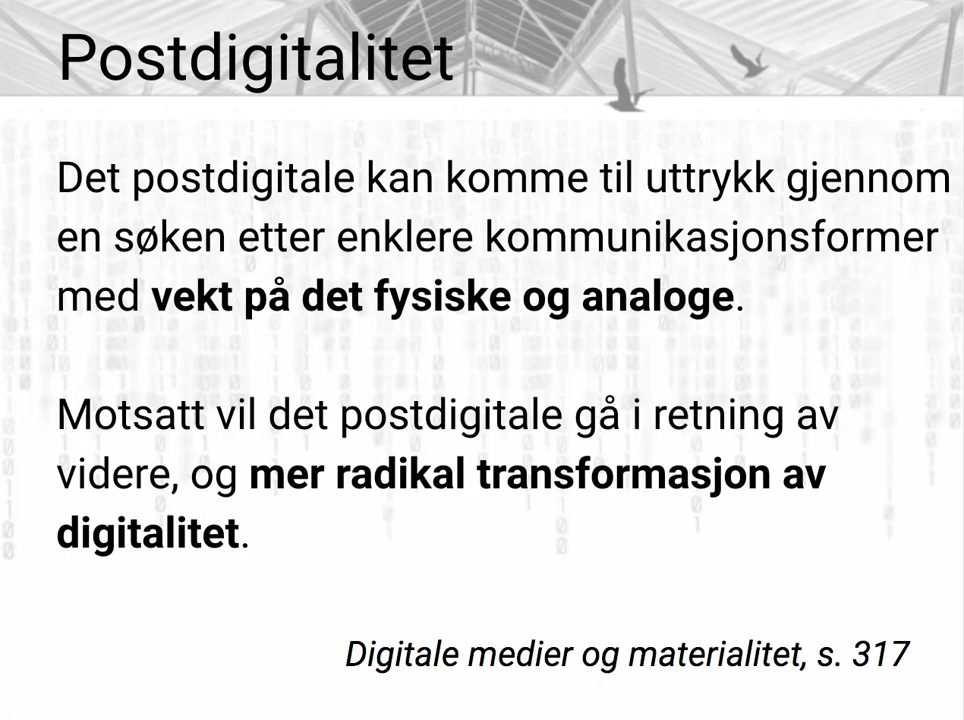 Postdigitalitet
Det postdigitale kan komme til uttrykk gjennom
en søken etter enklere kommunikasjonsformer
med vekt på det fysiske og analoge.
Motsatt vil det postdigitale gå i retning av
videre, og mer radikal transformasjon av
digitalitet.
Digitale medier og materialitet, s. 317